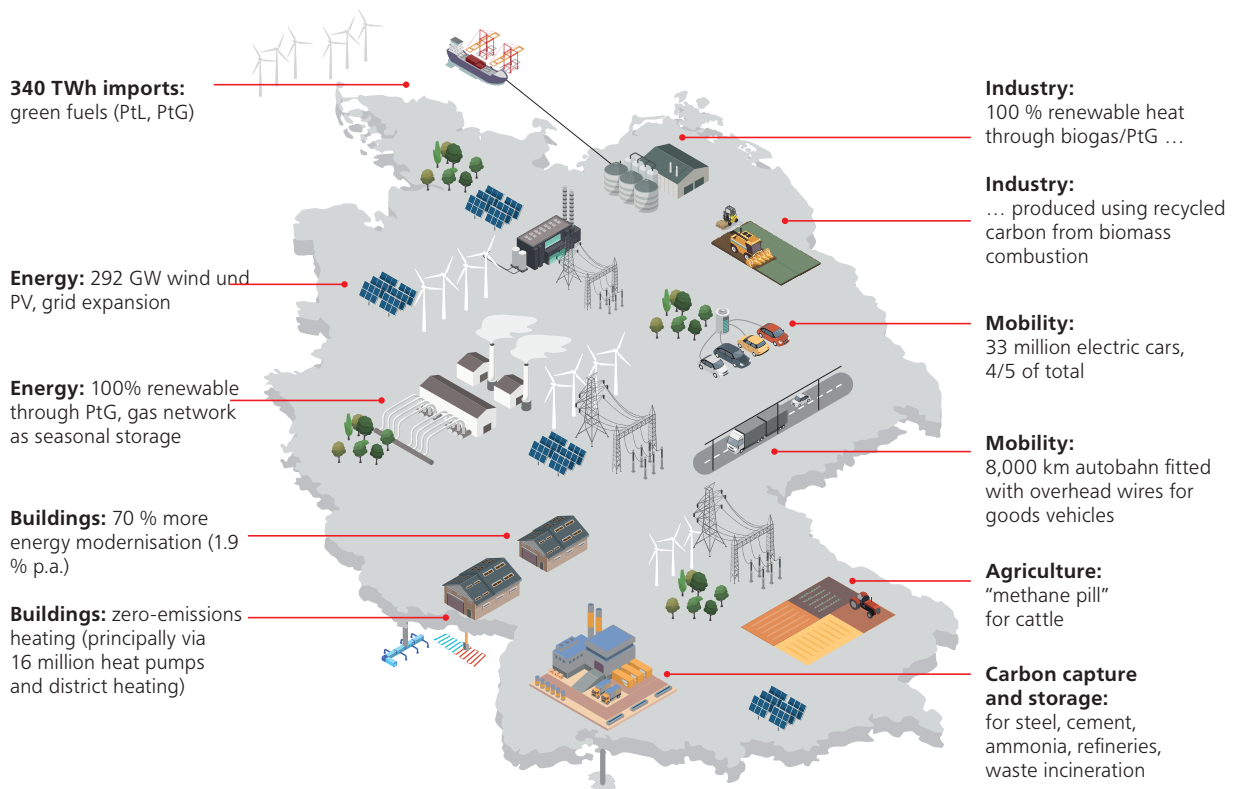 340 TWh imports:
green fuels (PtL, PtG)
Energy: 292 GW wind und
PV, grid expansion
Energy: 100% renewable
through PtG, gas network
as seasonal storage
Buildings: 70 % more
energy modernisation (1.9
% p.a.)
Buildings: zero-emissions
heating (principally via
16 million heat pumps
and district heating)
Industry:
100 % renewable heat
through biogas/PtG …
Industry:
… produced using recycled
carbon from biomass
combustion
Mobility:
33 million electric cars,
4/5 of total
Mobility:
8,000 km autobahn fitted
with overhead wires for
goods vehicles
Agriculture:
“methane pill”
for cattle
Carbon capture
and storage:
for steel, cement,
ammonia, refineries,
waste incineration